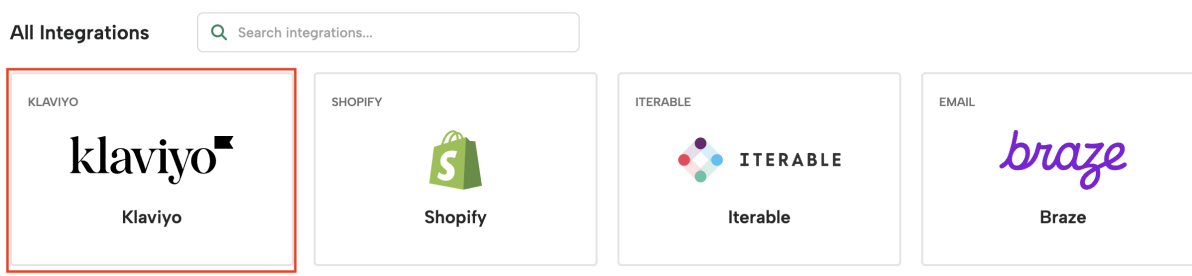 All Integrations
Search integrations...
KLAVIYO
klaviyo
Klaviyo
SHOPIFY
S
Shopify
ITERABLE
ITERABLE
Iterable
EMAIL
braze
Braze